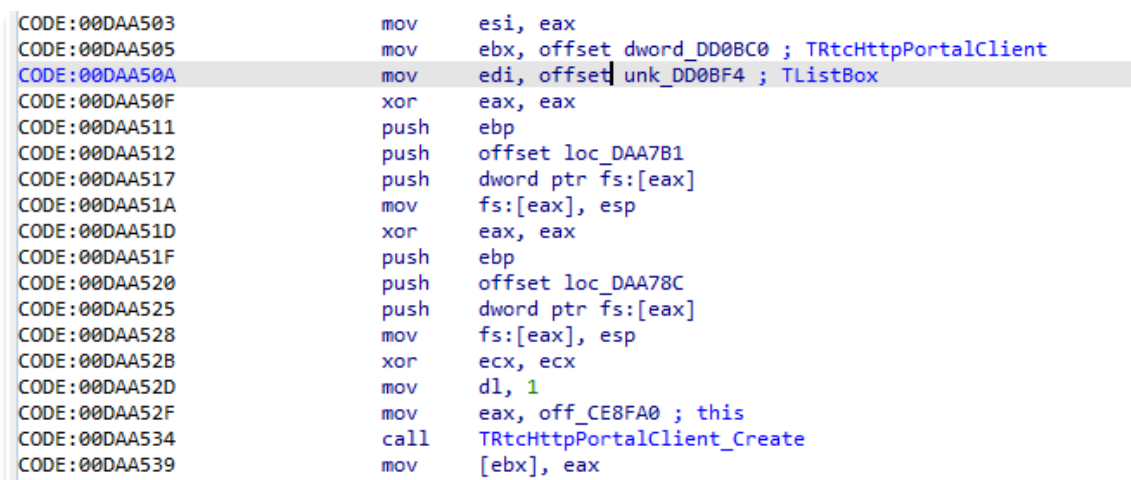 CODE:00DAA503 mov esi, eax
CODE:00DAA505 mov ebx, offset dword_DD0BC0 ; TRtcHttpPortalClient
CODE:00DAA50A mov edi, offset unk_DD0BF4 ; TListBox
CODE:00DAA50F xor eax, eax
CODE:00DAA511 push ebp
CODE:00DAA512 push offset loc_DAA7B1
CODE:00DAA517 push dword ptr fs:[eax]
CODE:00DAA51A mov fs:[eax], esp
CODE:00DAA51D xor eax, eax
CODE:00DAA51F push ebp
CODE:00DAA520 push offset loc_DAA78C
CODE:00DAA525 push dword ptr fs:[eax]
CODE:00DAA528 mov fs:[eax], esp
CODE:00DAA52B xor ecx, ecx
CODE:00DAA52D mov dl, 1
CODE:00DAA52F mov eax, off_CE8FA0 ; this
CODE:00DAA534 call TRtcHttpPortalClient_Create
CODE:00DAA539 mov [ebx], eax